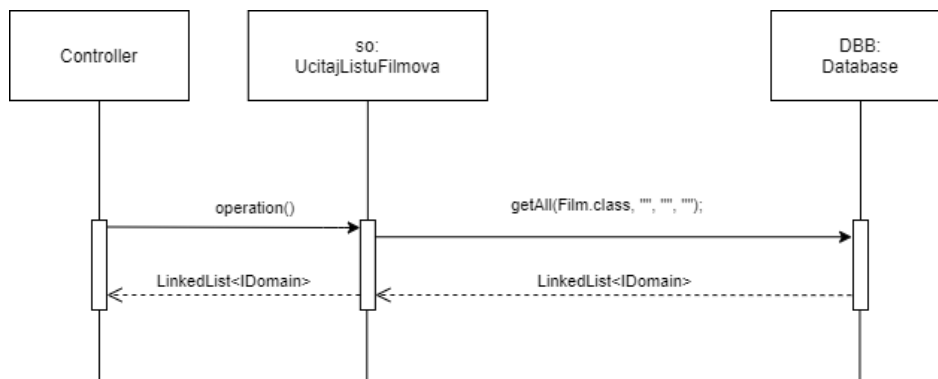 Controller
so:
UcitajListuFilmova
DBB:
Database
operation()
getAll(Film.class, "", "", "");
LinkedList<IDomain>
LinkedList<IDomain>